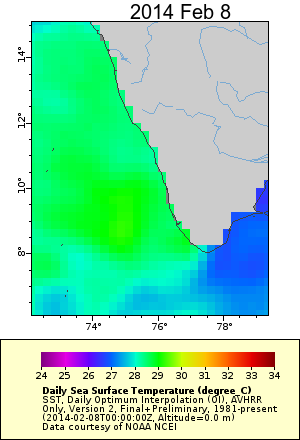 2014 Feb 8
14°
12°
10°
8°
74°
76°
78°
24 25 26 27 28 29 30 31 32 33 34
Daily Sea Surface Temperature (degree_C)
SST, Daily Optimum Interpolation (OI), AVHRR
Only, Version 2, Final+Preliminary, 1981-present
(2014-02-08T00:00:00Z, Altitude=0.0 m)
Data courtesy of NOAA NCEI